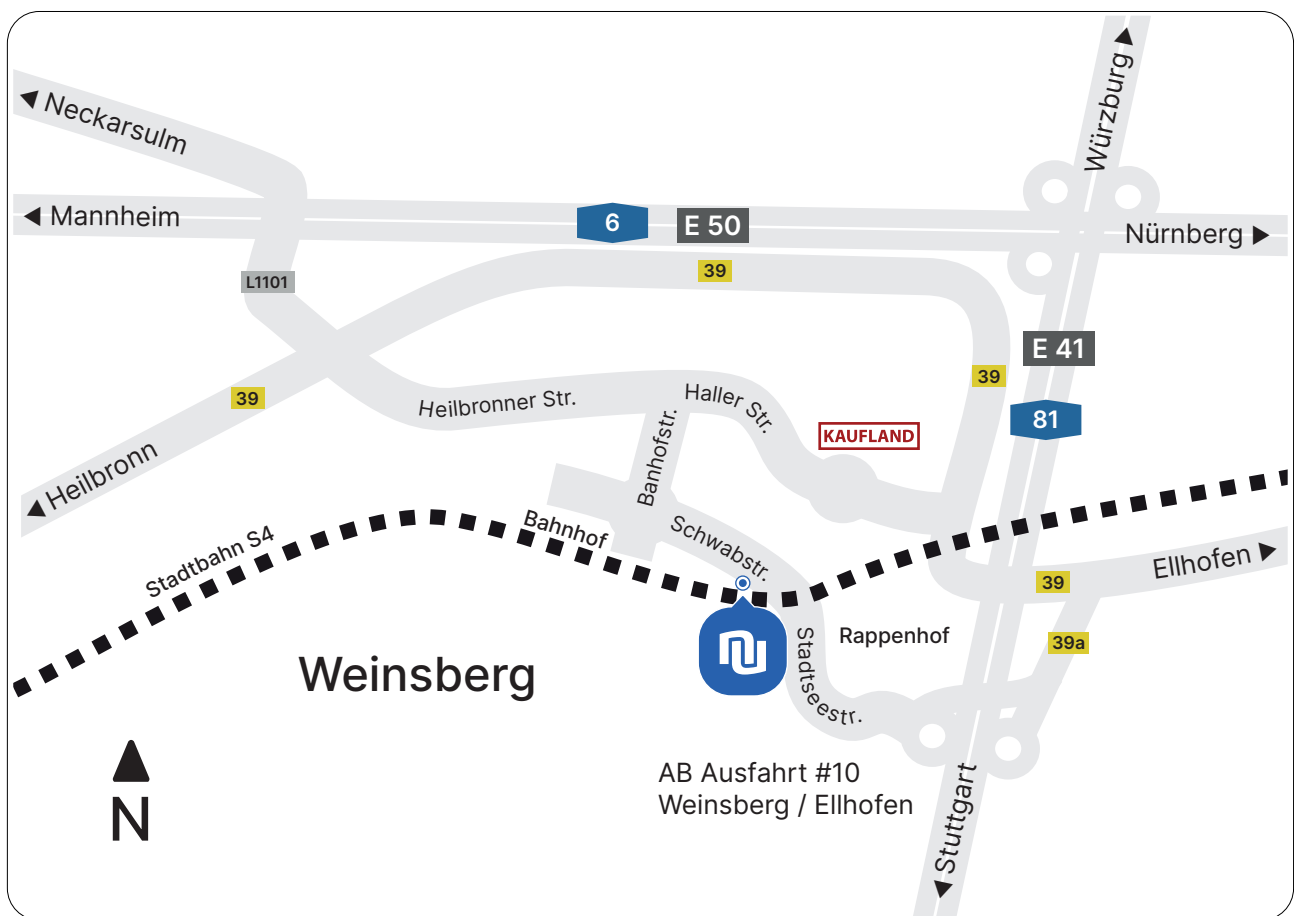 Würzburg
Neckarsulm
Mannheim
6
E 50
Nürnberg
39
L1101
E 41
39
39
81
Heilbronner Str.
Haller Str.
KAUFLAND
Banhofstr.
Heilbronn
Stadtbahn S4
Bahnhof
Schwabstr.
Ellhofen
39
Rappenhof
39a
Stadtseestr.
Weinsberg
AB Ausfahrt #10
Weinsberg / Ellhofen
Stuttgart
N